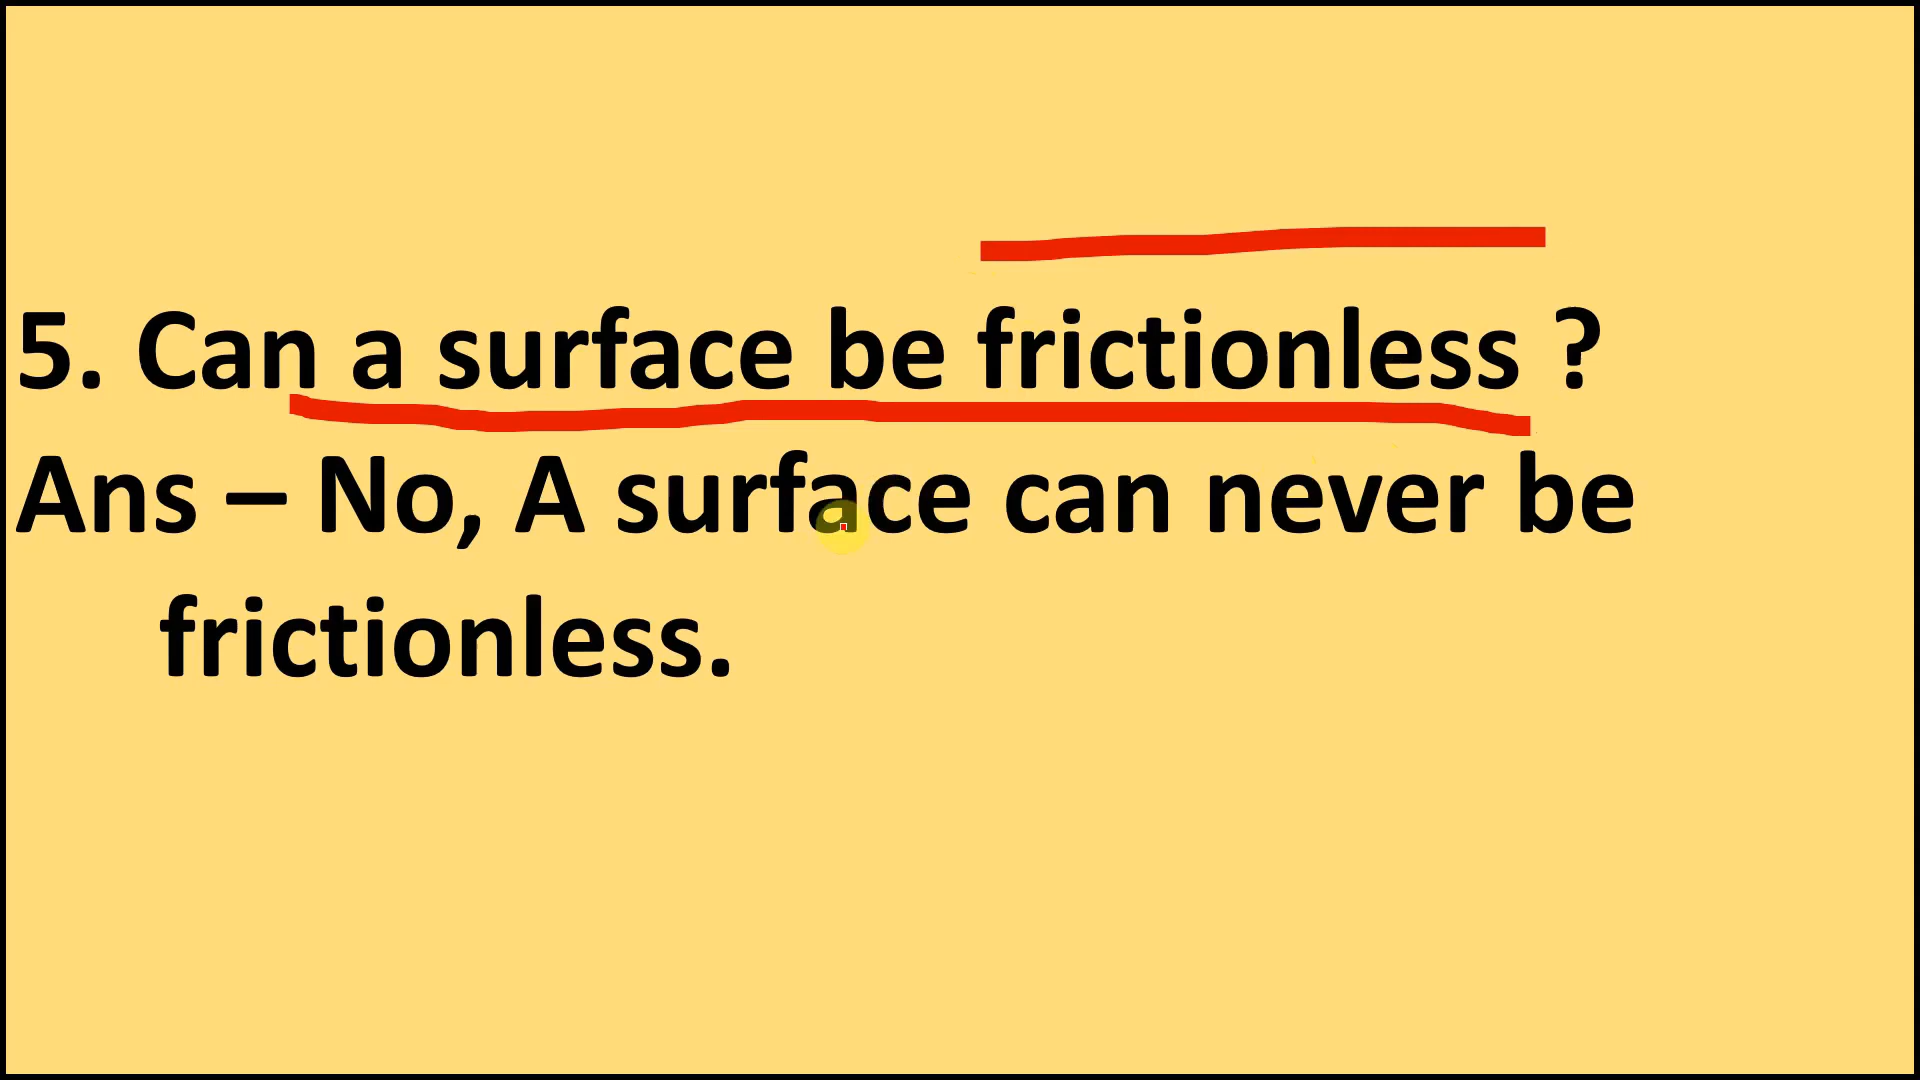 5. Can a surface be frictionless ?
Ans – No, A surface can never be
frictionless.